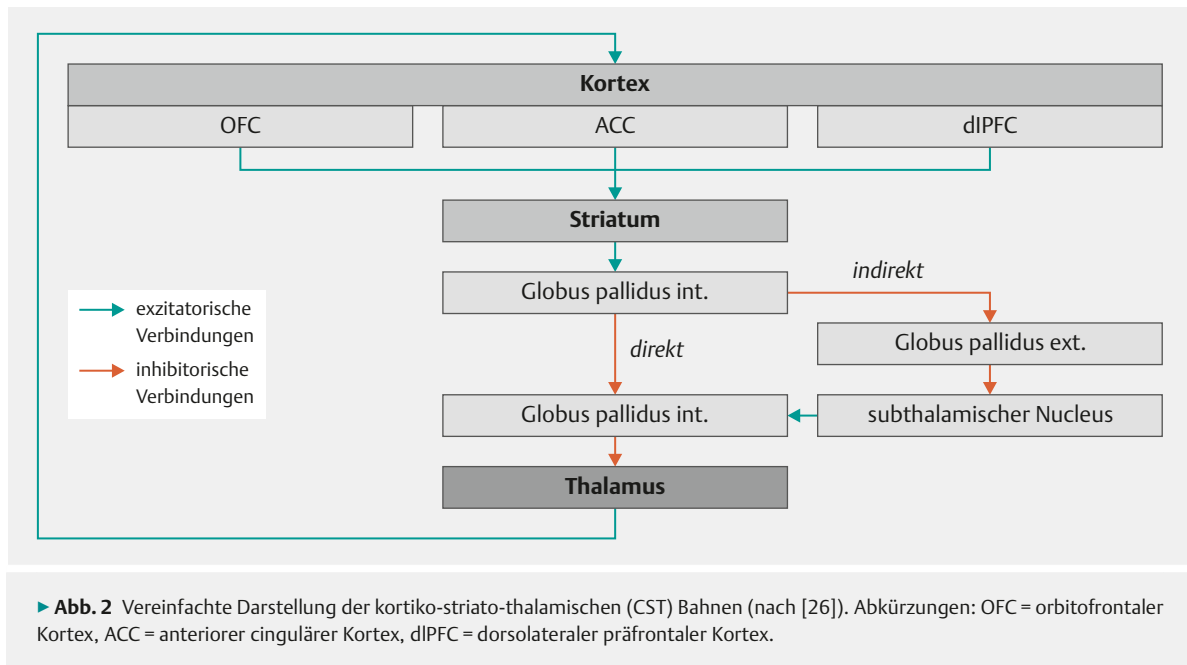 Kortex
OFC
ACC
dlPFC
Striatum
Globus pallidus int.
indirekt
exzitatorische
Verbindungen
inhibitorische
Verbindungen
direkt
Globus pallidus ext.
Globus pallidus int.
subthalamischer Nucleus
Thalamus
▶ Abb. 2 Vereinfachte Darstellung der kortiko-striato-thalamischen (CST) Bahnen (nach [26]). Abkürzungen: OFC = orbitofrontaler
Kortex, ACC = anteriorer cingulärer Kortex, dlPFC = dorsolateraler präfrontaler Kortex.